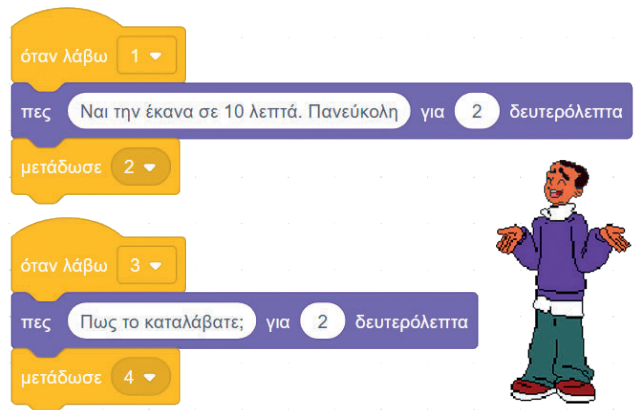 όταν λάβω 1
πες Ναι την έκανα σε 10 λεπτά. Πανεύκολη για 2 δευτερόλεπτα
μετάδωσε 2
όταν λάβω 3
πες Πως το καταλάβατε; για 2 δευτερόλεπτα
μετάδωσε 4